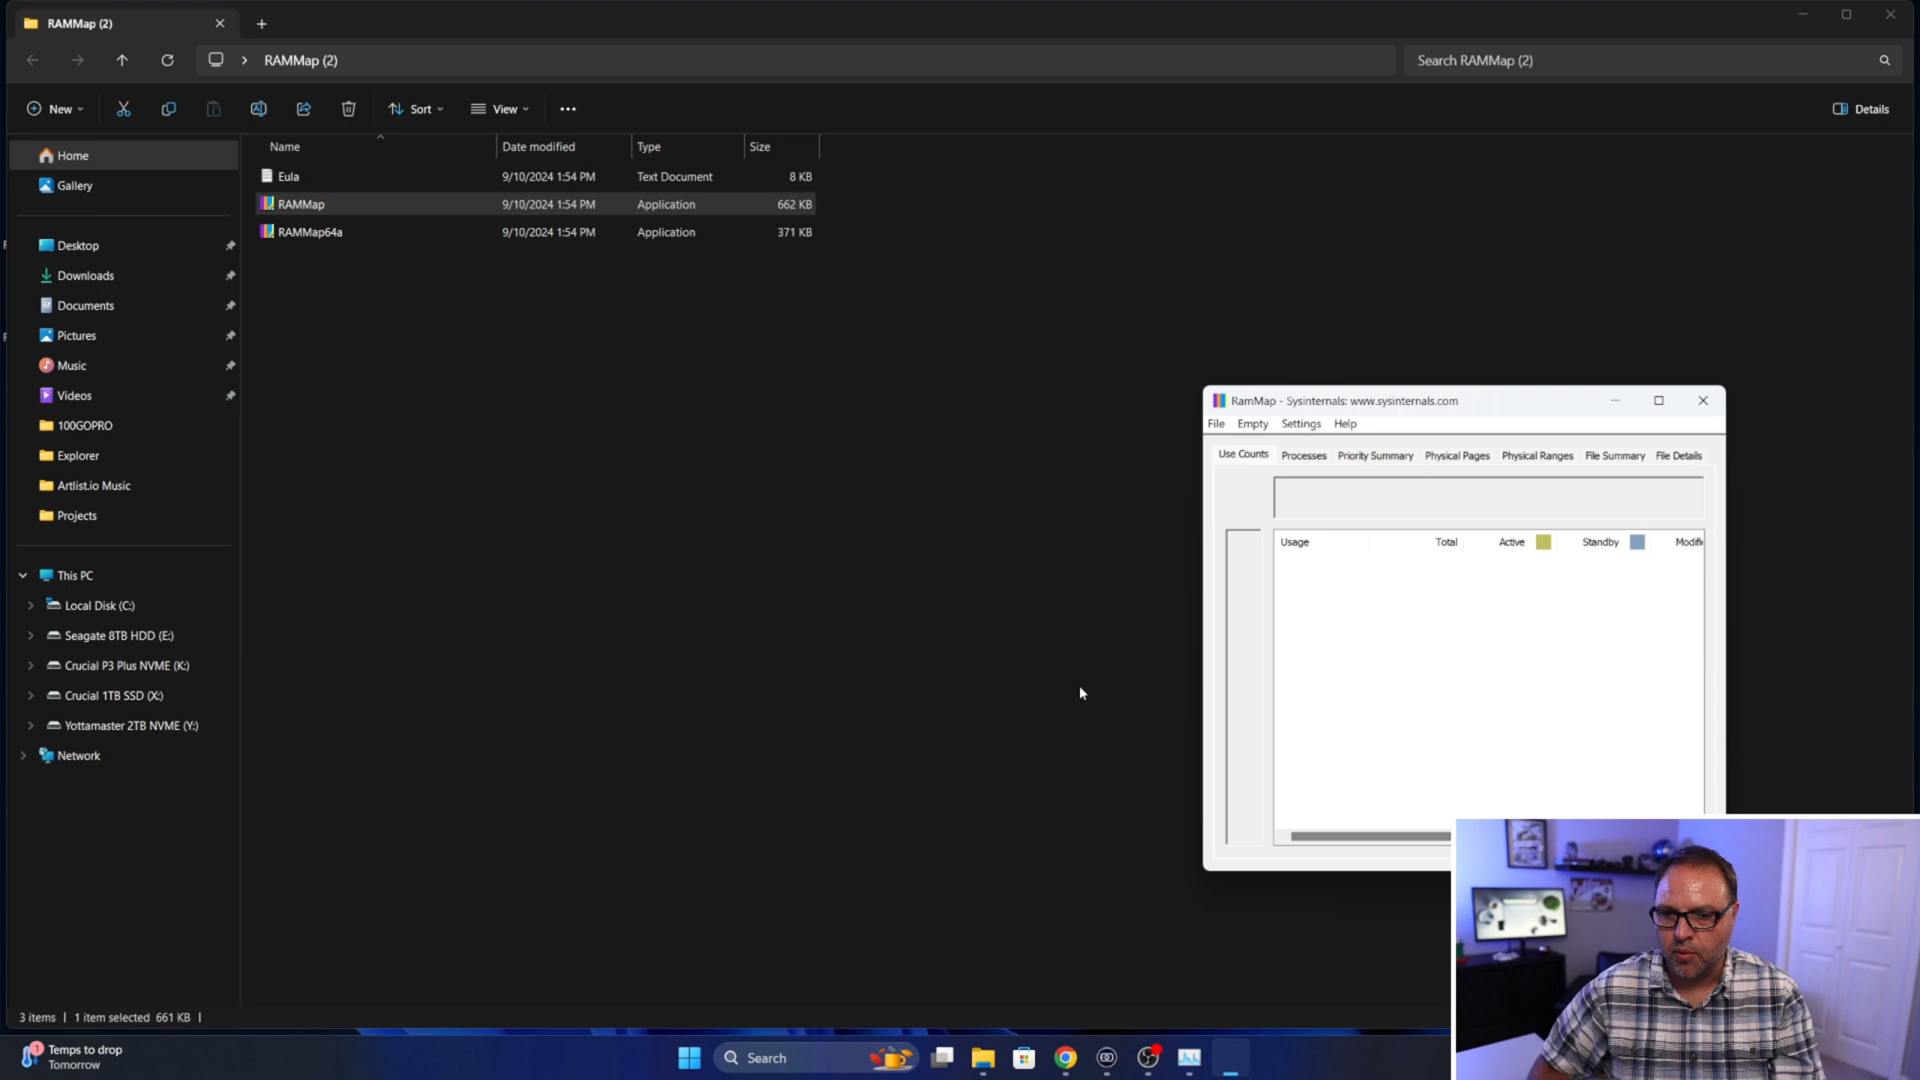 RAMMap (2)
RAMMap (2)
Search RAMMap (2)
New
Sort
View
Details
Name
Date modified
Type
Size
Eula
9/10/2024 1:54 PM
Text Document
8 KB
RAMMap
9/10/2024 1:54 PM
Application
662 KB
RAMMap64a
9/10/2024 1:54 PM
Application
371 KB
Home
Gallery
Desktop
Downloads
Documents
Pictures
Music
Videos
100GOPRO
Explorer
Artlist.io Music
Projects
This PC
Local Disk (C:)
Seagate 8TB HDD (E:)
Crucial P3 Plus NVME (K:)
Crucial 1TB SSD (X:)
Yottamaster 2TB NVME (Y:)
Network
RamMap - Sysinternals: www.sysinternals.com
File Empty Settings Help
Use Counts Processes Priority Summary Physical Pages Physical Ranges File Summary File Details
Usage Total Active Standby Modifi
3 items 1 item selected 661 KB
1
Temps to drop
Tomorrow
Search